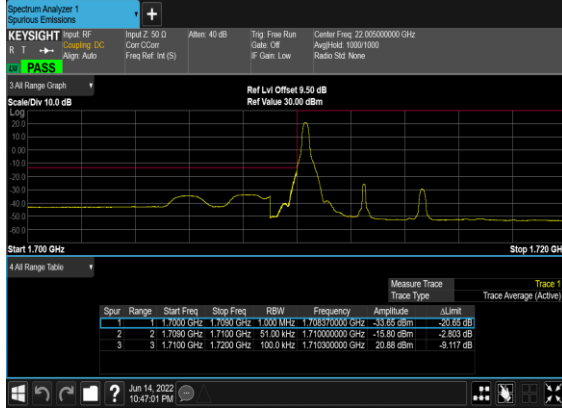 Spectrum Analyzer 1
Spurious Emissions
KEYSIGHT Input: RF Input Z: 50 Ω Atten: 40 dB Trig: Free Run Center Freq: 22.005000000 GHz
R T Coupling: DC Corr CCorr Gate: Off Avg|Hold: 1000/1000
Align: Auto Freq Ref: Int (S) IF Gain: Low Radio Std: None
PASS
3 All Range Graph
Ref Lvl Offset 9.50 dB
Scale/Div 10.0 dB Ref Value 30.00 dBm
Log
20.0
10.0
0.00
-10.0
-20.0
-30.0
-40.0
-50.0
-60.0
Start 1.700 GHz Stop 1.720 GH
4 All Range Table
Measure Trace Trace 1
Trace Type Trace Average (Active)
Spur Range Start Freq Stop Freq RBW Frequency Amplitude ΔLimit
1 1 1.7000 GHz 1.7090 GHz 1.000 MHz 1.708370000 GHz -33.65 dBm -20.65 dB
2 2 1.7090 GHz 1.7100 GHz 51.00 kHz 1.710000000 GHz -15.80 dBm -2.803 dB
3 3 1.7100 GHz 1.7200 GHz 100.0 kHz 1.710300000 GHz 20.88 dBm -9.117 dB
Jun 14, 2022
10:47:01 PM